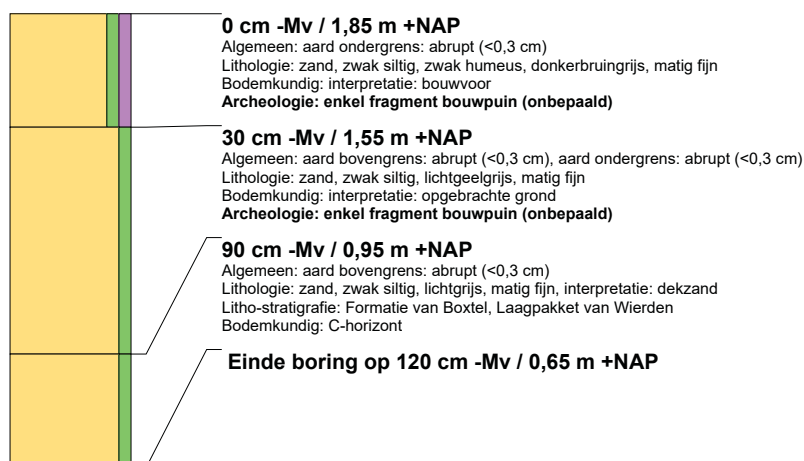 0 cm -Mv / 1,85 m +NAP
Algemeen: aard ondergrens: abrupt (<0,3 cm)
Lithologie: zand, zwak siltig, zwak humeus, donkerbruingrijs, matig fijn
Bodemkundig: interpretatie: bouwvoor
Archeologie: enkel fragment bouwpuin (onbepaald)
30 cm -Mv / 1,55 m +NAP
Algemeen: aard bovengrens: abrupt (<0,3 cm), aard ondergrens: abrupt (<0,3 cm)
Lithologie: zand, zwak siltig, lichtgeelgrijs, matig fijn
Bodemkundig: interpretatie: opgebrachte grond
Archeologie: enkel fragment bouwpuin (onbepaald)
90 cm -Mv / 0,95 m +NAP
Algemeen: aard bovengrens: abrupt (<0,3 cm)
Lithologie: zand, zwak siltig, lichtgrijs, matig fijn, interpretatie: dekzand
Litho-stratigrafie: Formatie van Boxtel, Laagpakket van Wierden
Bodemkundig: C-horizont
Einde boring op 120 cm -Mv / 0,65 m +NAP